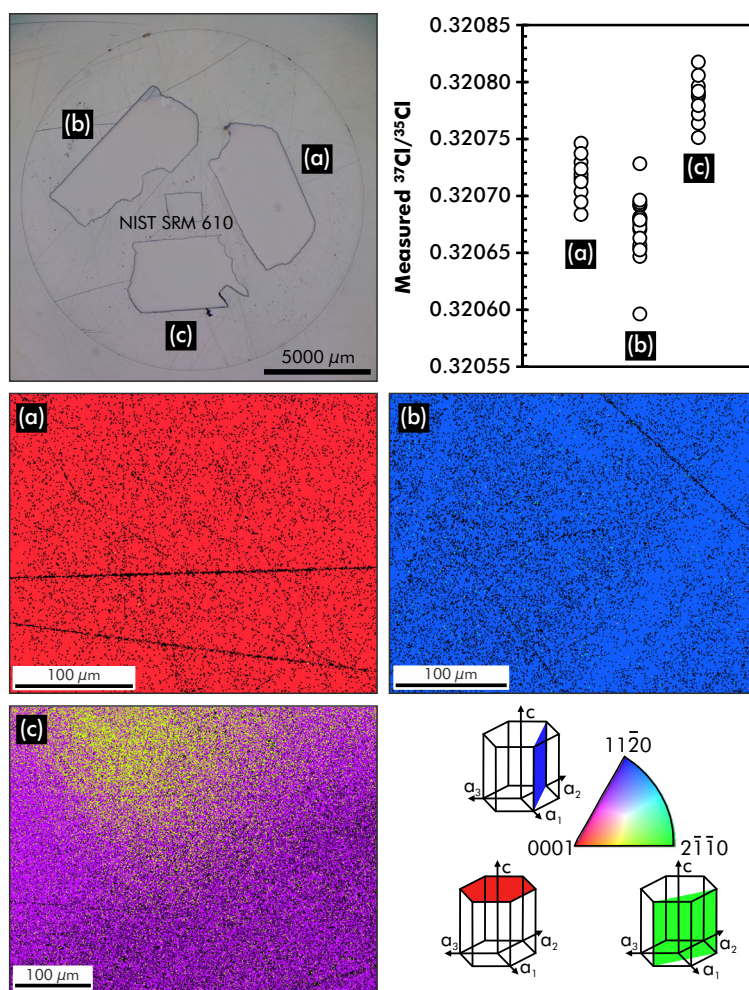 (b)
(a)
NIST SRM 610
(c)
5000 µm
Measured ³⁷Cl/³⁵Cl
0.32085
0.32080
0.32075
0.32070
0.32065
0.32060
0.32055
(a)
(b)
(c)
(a)
100 µm
(b)
100 µm
(c)
100 µm
c
a₃
a₂
a₁
112̄0
0001
21̄1̄0
c
a₃
a₂
a₁
c
a₃
a₂
a₁